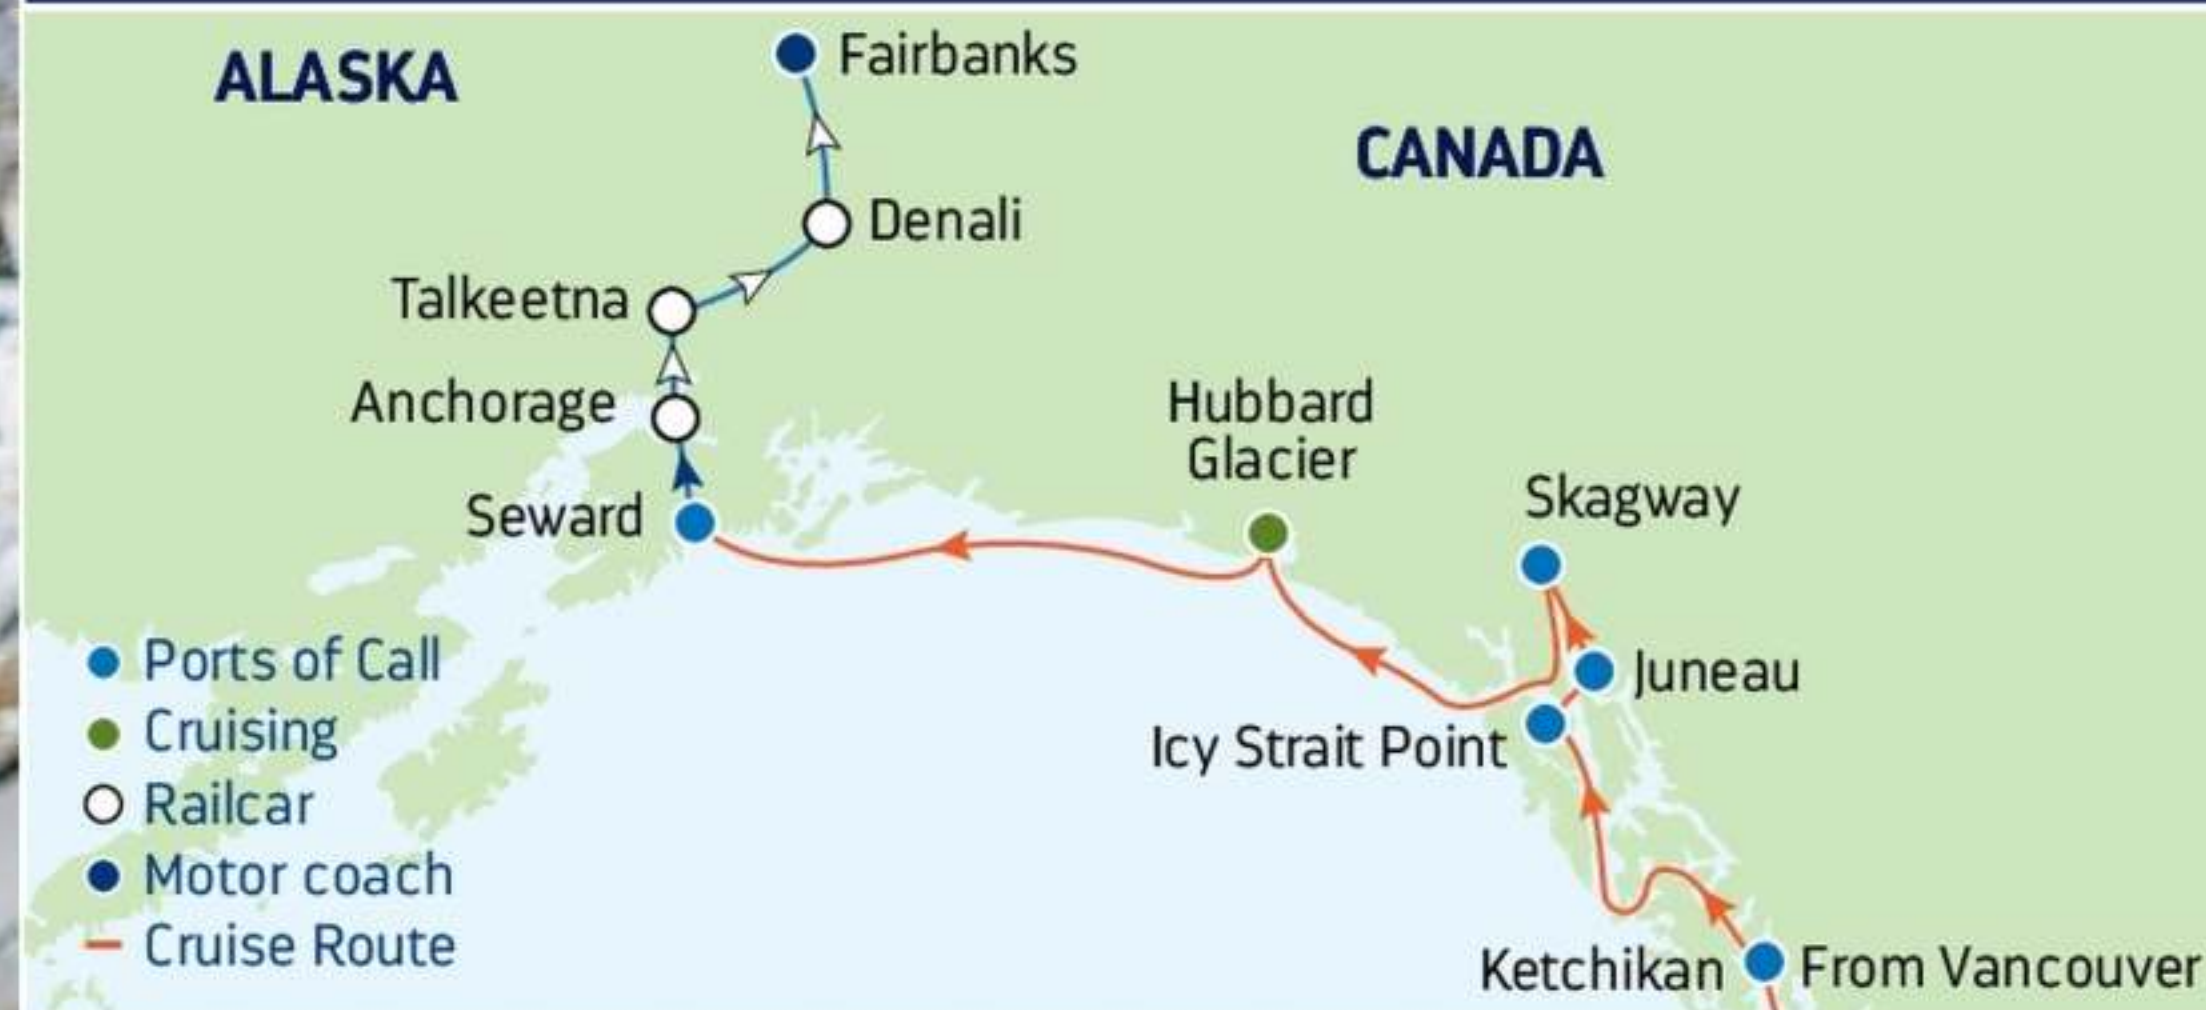 ALASKA
Fairbanks
CANADA
Denali
Talkeetna
Anchorage
Hubbard
Glacier
Skagway
Seward
Juneau
Icy Strait Point
Ketchikan
From Vancouver
Ports of Call
Cruising
Railcar
Motor coach
Cruise Route